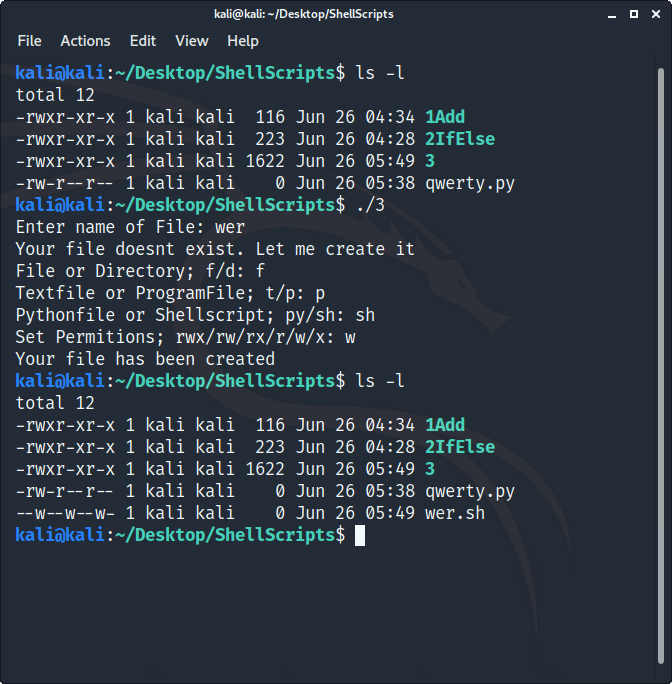 kali@kali: ~/Desktop/ShellScripts
File Actions Edit View Help
kali@kali:~/Desktop/ShellScripts$ ls -l
total 12
-rwxr-xr-x 1 kali kali  116 Jun 26 04:34 1Add
-rwxr-xr-x 1 kali kali  223 Jun 26 04:28 2IfElse
-rwxr-xr-x 1 kali kali 1622 Jun 26 05:49 3
-rw-r--r-- 1 kali kali    0 Jun 26 05:38 qwerty.py
kali@kali:~/Desktop/ShellScripts$ ./3
Enter name of File: wer
Your file doesnt exist. Let me create it
File or Directory; f/d: f
Textfile or ProgramFile; t/p: p
Pythonfile or Shellscript; py/sh: sh
Set Permitions; rwx/rw/rx/r/w/x: w
Your file has been created
kali@kali:~/Desktop/ShellScripts$ ls -l
total 12
-rwxr-xr-x 1 kali kali  116 Jun 26 04:34 1Add
-rwxr-xr-x 1 kali kali  223 Jun 26 04:28 2IfElse
-rwxr-xr-x 1 kali kali 1622 Jun 26 05:49 3
-rw-r--r-- 1 kali kali    0 Jun 26 05:38 qwerty.py
--w--w--w- 1 kali kali    0 Jun 26 05:49 wer.sh
kali@kali:~/Desktop/ShellScripts$